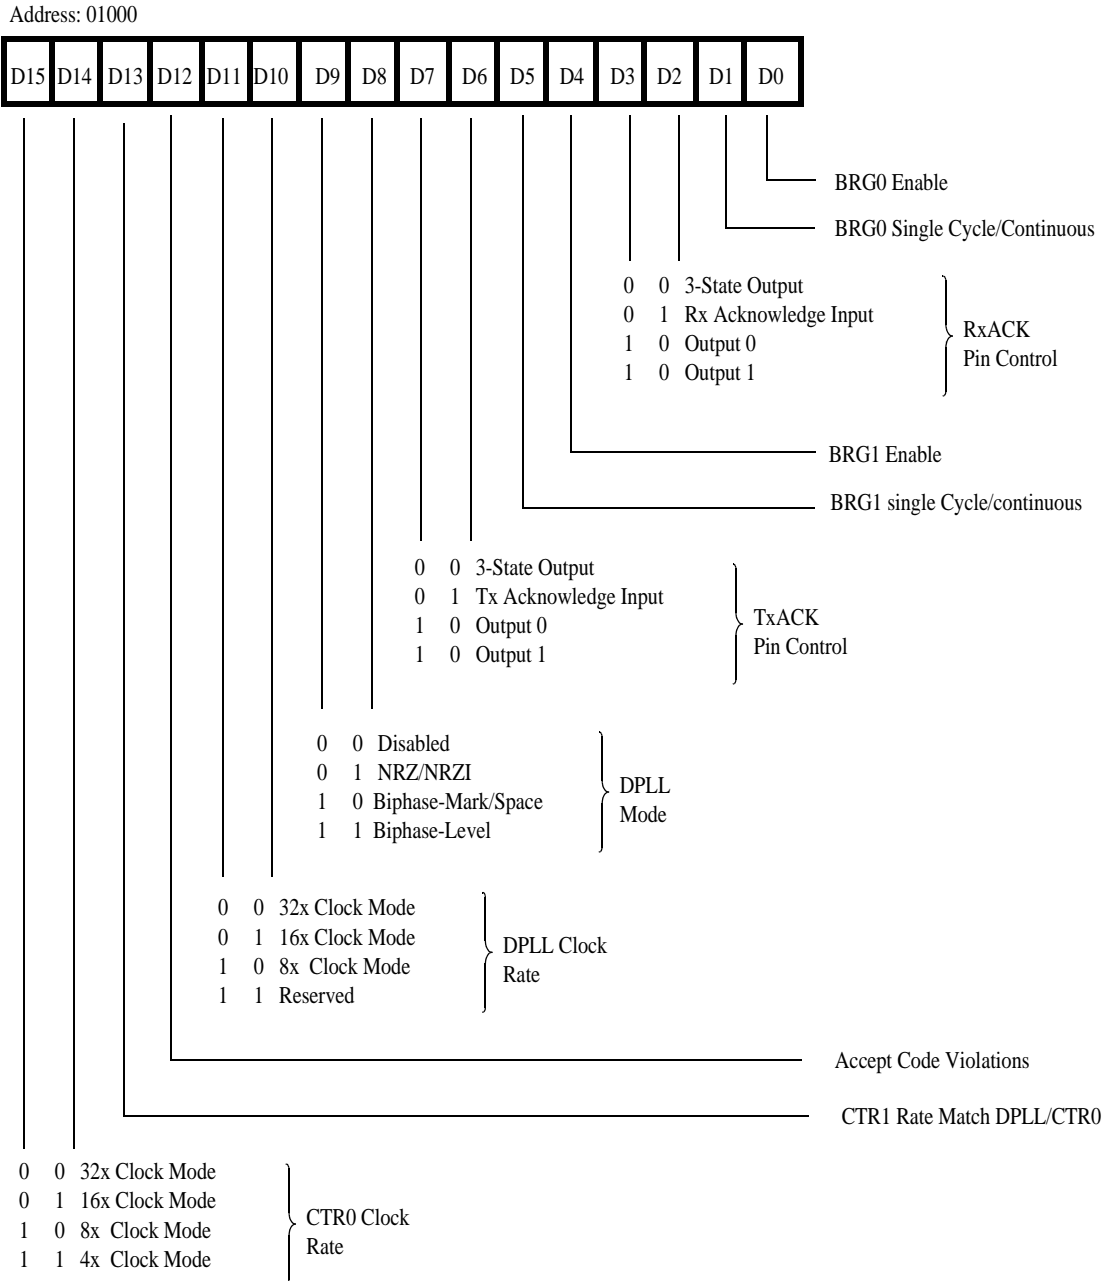 Address: 01000
D15 D14 D13 D12 D11 D10 D9 D8 D7 D6 D5 D4 D3 D2 D1 D0
BRG0 Enable
BRG0 Single Cycle/Continuous
0 0 3-State Output
0 1 Rx Acknowledge Input
1 0 Output 0
1 0 Output 1
RxACK
Pin Control
BRG1 Enable
BRG1 single Cycle/continuous
0 0 3-State Output
0 1 Tx Acknowledge Input
1 0 Output 0
1 0 Output 1
TxACK
Pin Control
0 0 Disabled
0 1 NRZ/NRZI
1 0 Biphase-Mark/Space
1 1 Biphase-Level
DPLL
Mode
0 0 32x Clock Mode
0 1 16x Clock Mode
1 0 8x Clock Mode
1 1 Reserved
DPLL Clock
Rate
Accept Code Violations
CTR1 Rate Match DPLL/CTR0
0 0 32x Clock Mode
0 1 16x Clock Mode
1 0 8x Clock Mode
1 1 4x Clock Mode
CTR0 Clock
Rate